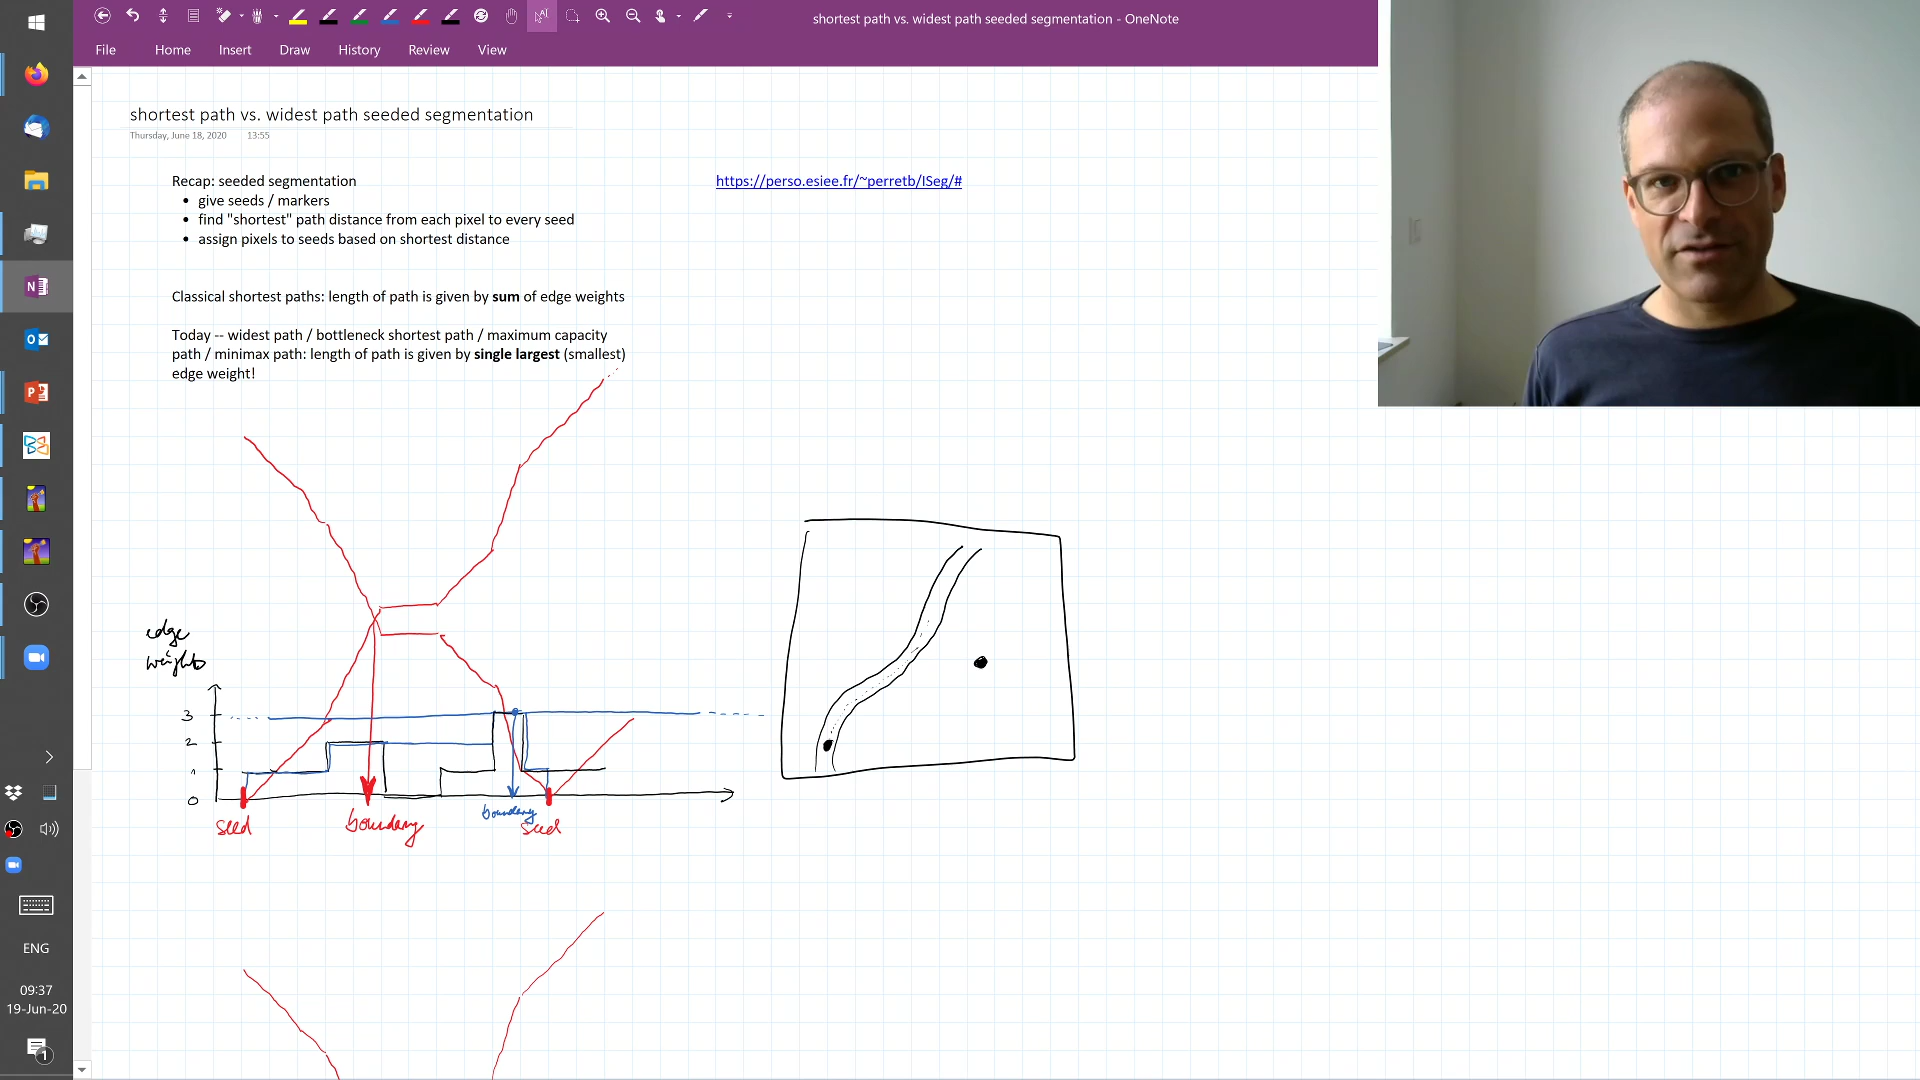 shortest path vs. widest path seeded segmentation - OneNote
File Home Insert Draw History Review View
shortest path vs. widest path seeded segmentation
Thursday, June 18, 2020 13:55
Recap: seeded segmentation
https://perso.esiee.fr/~perretb/ISeg/#
• give seeds / markers
• find "shortest" path distance from each pixel to every seed
• assign pixels to seeds based on shortest distance
Classical shortest paths: length of path is given by sum of edge weights
Today -- widest path / bottleneck shortest path / maximum capacity
path / minimax path: length of path is given by single largest (smallest)
edge weight!
edge
weights
3
2
1
0
seed
boundary
boundary
seed
ENG
09:37
19-Jun-20
1